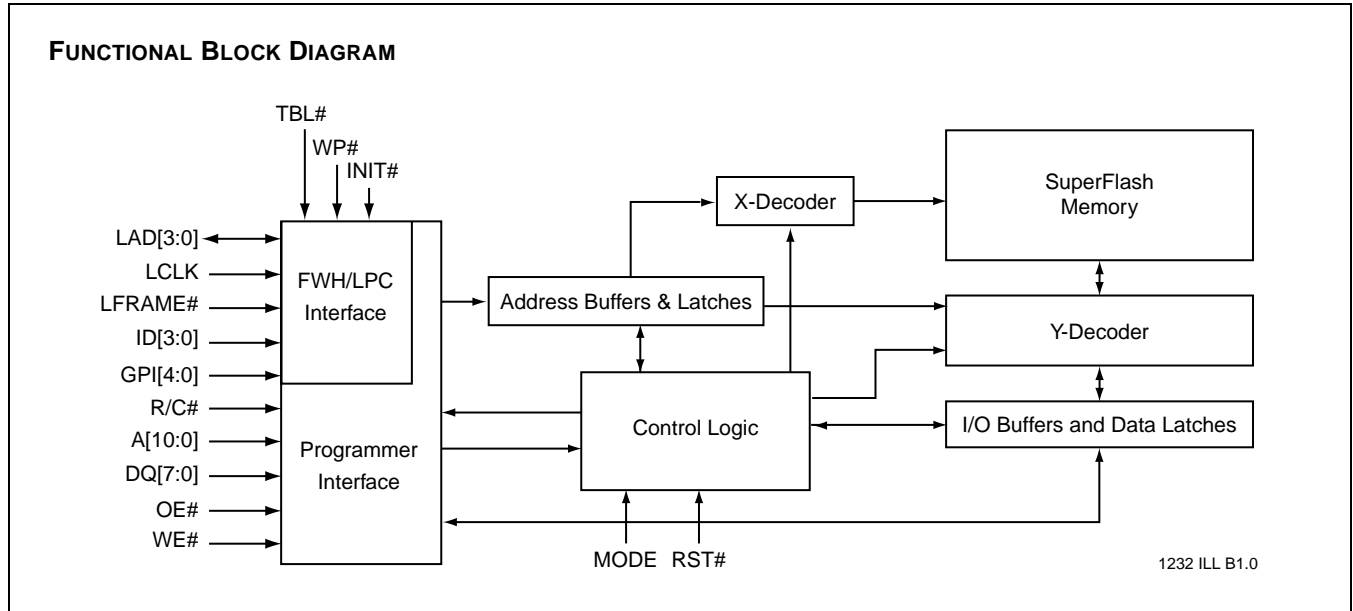 FUNCTIONAL BLOCK DIAGRAM
TBL#
WP#
INIT#
LAD[3:0]
LCLK
LFRAME#
ID[3:0]
GPI[4:0]
R/C#
A[10:0]
DQ[7:0]
OE#
WE#
FWH/LPC
Interface
Programmer
Interface
Address Buffers & Latches
X-Decoder
SuperFlash
Memory
Y-Decoder
Control Logic
I/O Buffers and Data Latches
MODE
RST#
1232 ILL B1.0